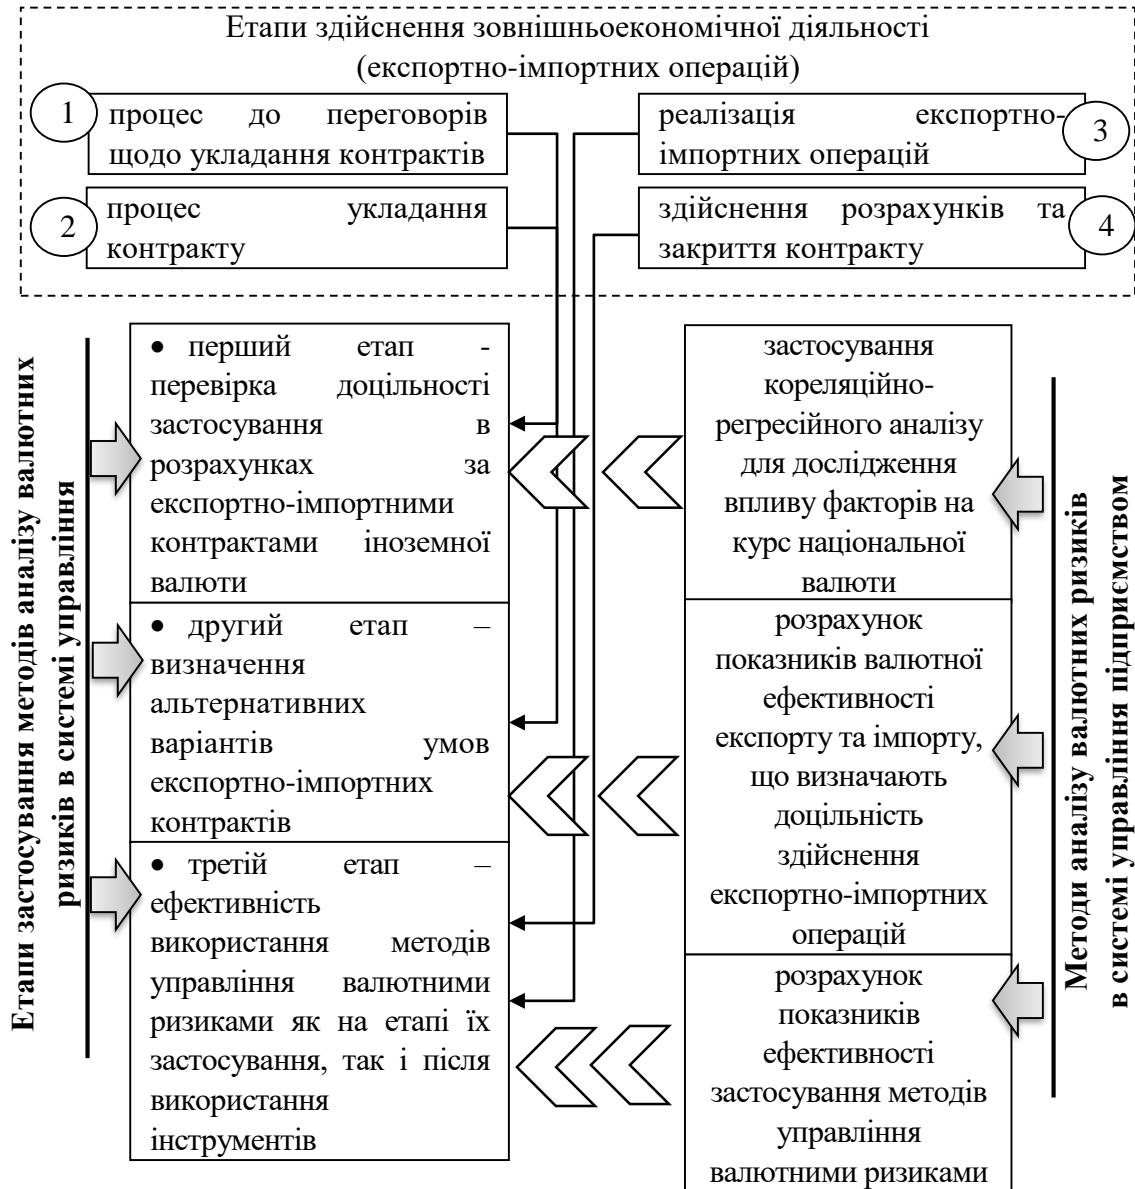 Етапи здійснення зовнішньоекономічної діяльності
(експортно-імпортних операцій)
1
процес до переговорів
щодо укладання контрактів
2
процес укладання
контракту
реалізація експортно-
імпортних операцій
3
здійснення розрахунків та
закриття контракту
4
Етапи застосування методів аналізу валютних
ризиків в системі управління
• перший етап -
перевірка доцільності
застосування в
розрахунках за
експортно-імпортними
контрактами іноземної
валюти
• другий етап –
визначення
альтернативних
варіантів умов
експортно-імпортних
контрактів
• третій етап –
ефективність
використання методів
управління валютними
ризиками як на етапі їх
застосування, так і після
використання
інструментів
застосування
кореляційно-
регресійного аналізу
для дослідження
впливу факторів на
курс національної
валюти
розрахунок
показників валютної
ефективності
експорту та імпорту,
що визначають
доцільність
здійснення
експортно-імпортних
операцій
розрахунок
показників
ефективності
застосування методів
управління
валютними ризиками
Методи аналізу валютних ризиків
в системі управління підприємством